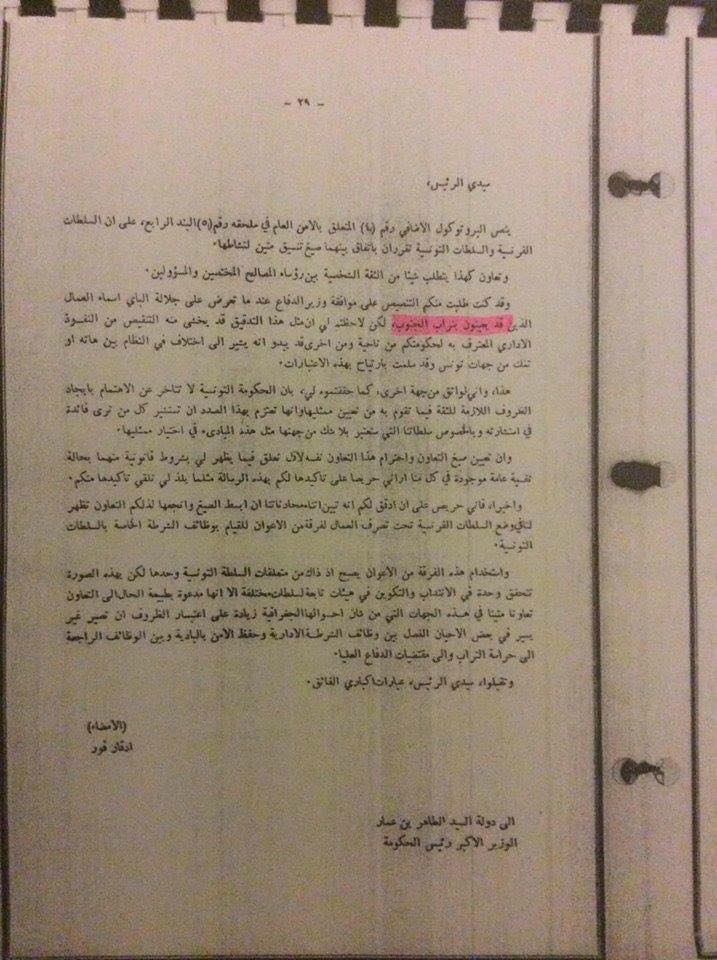 - ٢٩ -
سيدي الرئيس،
ينص البروتوكول الاضافي رقم (٤) المتعلق بالامن العام في ملحقه رقم (٥) البند الرابع، على ان السلطات
الفرنسية والسلطات التونسية تقرران باتفاق بينهما صيغ تنسيق متين لنشاطها.
وتعاون كهذا يتطلب شيئا من الثقة الشخصية بين رؤساء المصالح المختصين والمسؤولين.
وقد كنت طلبت منكم التنصيص على موافقة وزير الدفاع عند ما تعرض على جلالة الباي اسماء العمال
الذين قد يعينون بتراب الجنوب، لكن لاحظتم لي ان مثل هذا التدقيق قد يخشى منه التنقيص من النفوذ
الاداري المعترف به لحكومتكم من ناحية ومن اخرى قد يبدو انه يشير الى اختلاف في النظام بين هاته او
تلك من جهات تونس وقد سلمت بارتياح بهذه الاعتبارات.
هذا، واني لواثق من جهة اخرى، كما حققتموه لي، بان الحكومة التونسية لا تتاخر عن الاهتمام بايجاد
الظروف اللازمة للثقة فيما تقوم به من تعيين ممثليها وانها تعتزم بهذا الصدد ان تستشير كل من ترى فائدة
في استشارته وبالخصوص سلطاتنا التي ستعتبر بلا شك من جهتها مثل هذه المبادىء في اختيار ممثليها.
وان تعيين صيغ التعاون واحترام هذا التعاون نفسه لاقل تعلق فيما يظهر لي بشروط قانونية منهما بحالة
نفسية عامة موجودة في كل منا اراني حريصا على تاكيدها لكم بهذه الرسالة مثلما يلذ لي تلقي تاكيدها منكم.
واخيرا، فاني حريص على ان ادقق لكم انه تبين اثناء محادثاتنا ان ابسط الصيغ وانجعها لذلكم التعاون تظهر
لنا في وضع السلطات الفرنسية تحت تصرف العمال لفرقة من الاعوان للقيام بوظائف الشرطة الخاصة بالسلطات
التونسية.
واستخدام هذه الفرقة من الاعوان يصبح اذ ذاك من متعلقات السلطة التونسية وحدها لكن بهذه الصورة
تتحقق وحدة في الانتداب والتكوين في هيئات تابعة لسلطات مختلفة الا انها مدعوة بطبيعة الحال الى التعاون
تعاونا متينا في هذه الجهات التي من شان احوالها الجغرافية زيادة على اعتبار الظروف ان تصير غير
يسير في بعض الاحيان الفصل بين وظائف الشرطة الادارية وحفظ الامن بالبادية وبين الوظائف الراجعة
الى حراسة التراب والى مقتضيات الدفاع العليا.
وتقبلوا، سيدي الرئيس، عبارات اكباري الفائق.
(الامضاء)
ادقار فور
الى دولة السيد الطاهر بن عمار
الوزير الاكبر رئيس الحكومة